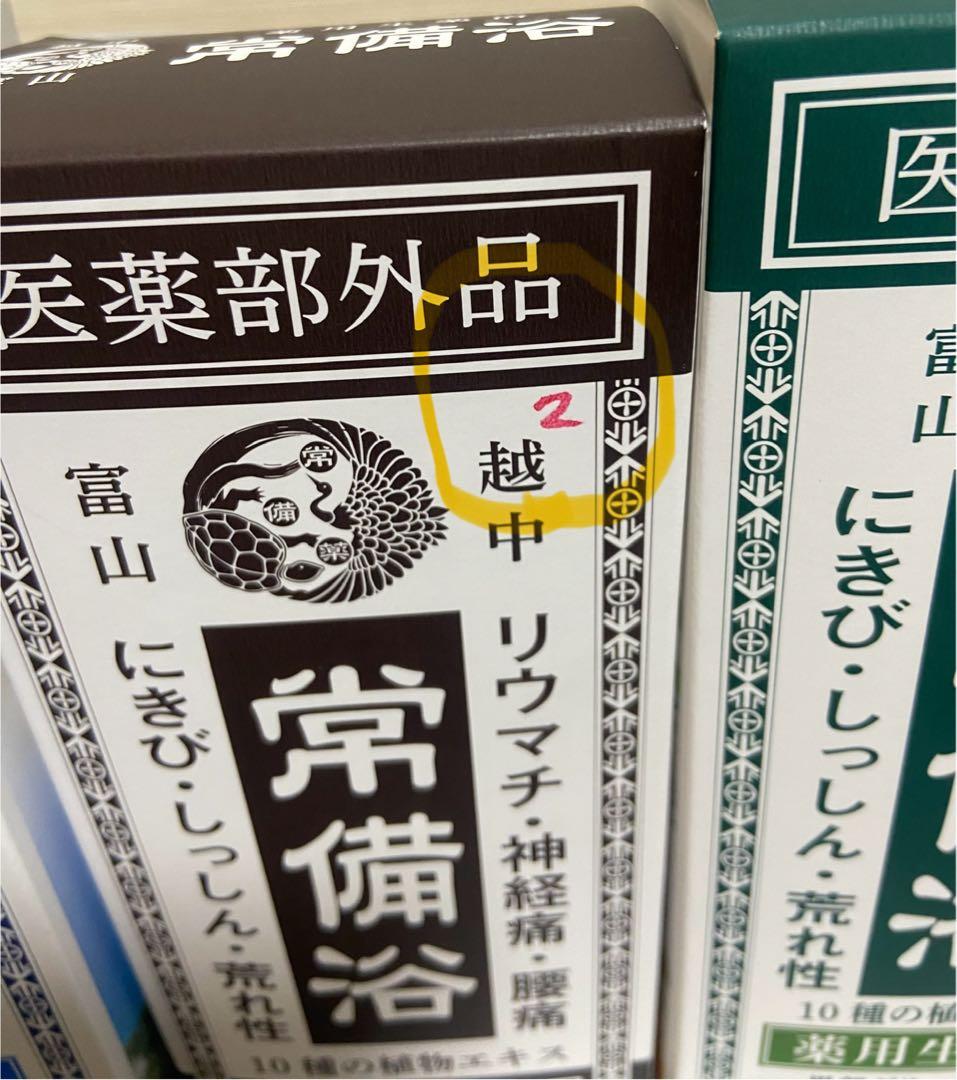 常備浴
医薬部外品
2
越中
富山
常
備
薬
リウマチ・神経痛・腰痛
常備浴
にきび・しっしん・荒れ性
10種の植物エキス
医
富山
にきび・しっしん・荒れ性
10種の植
薬用生